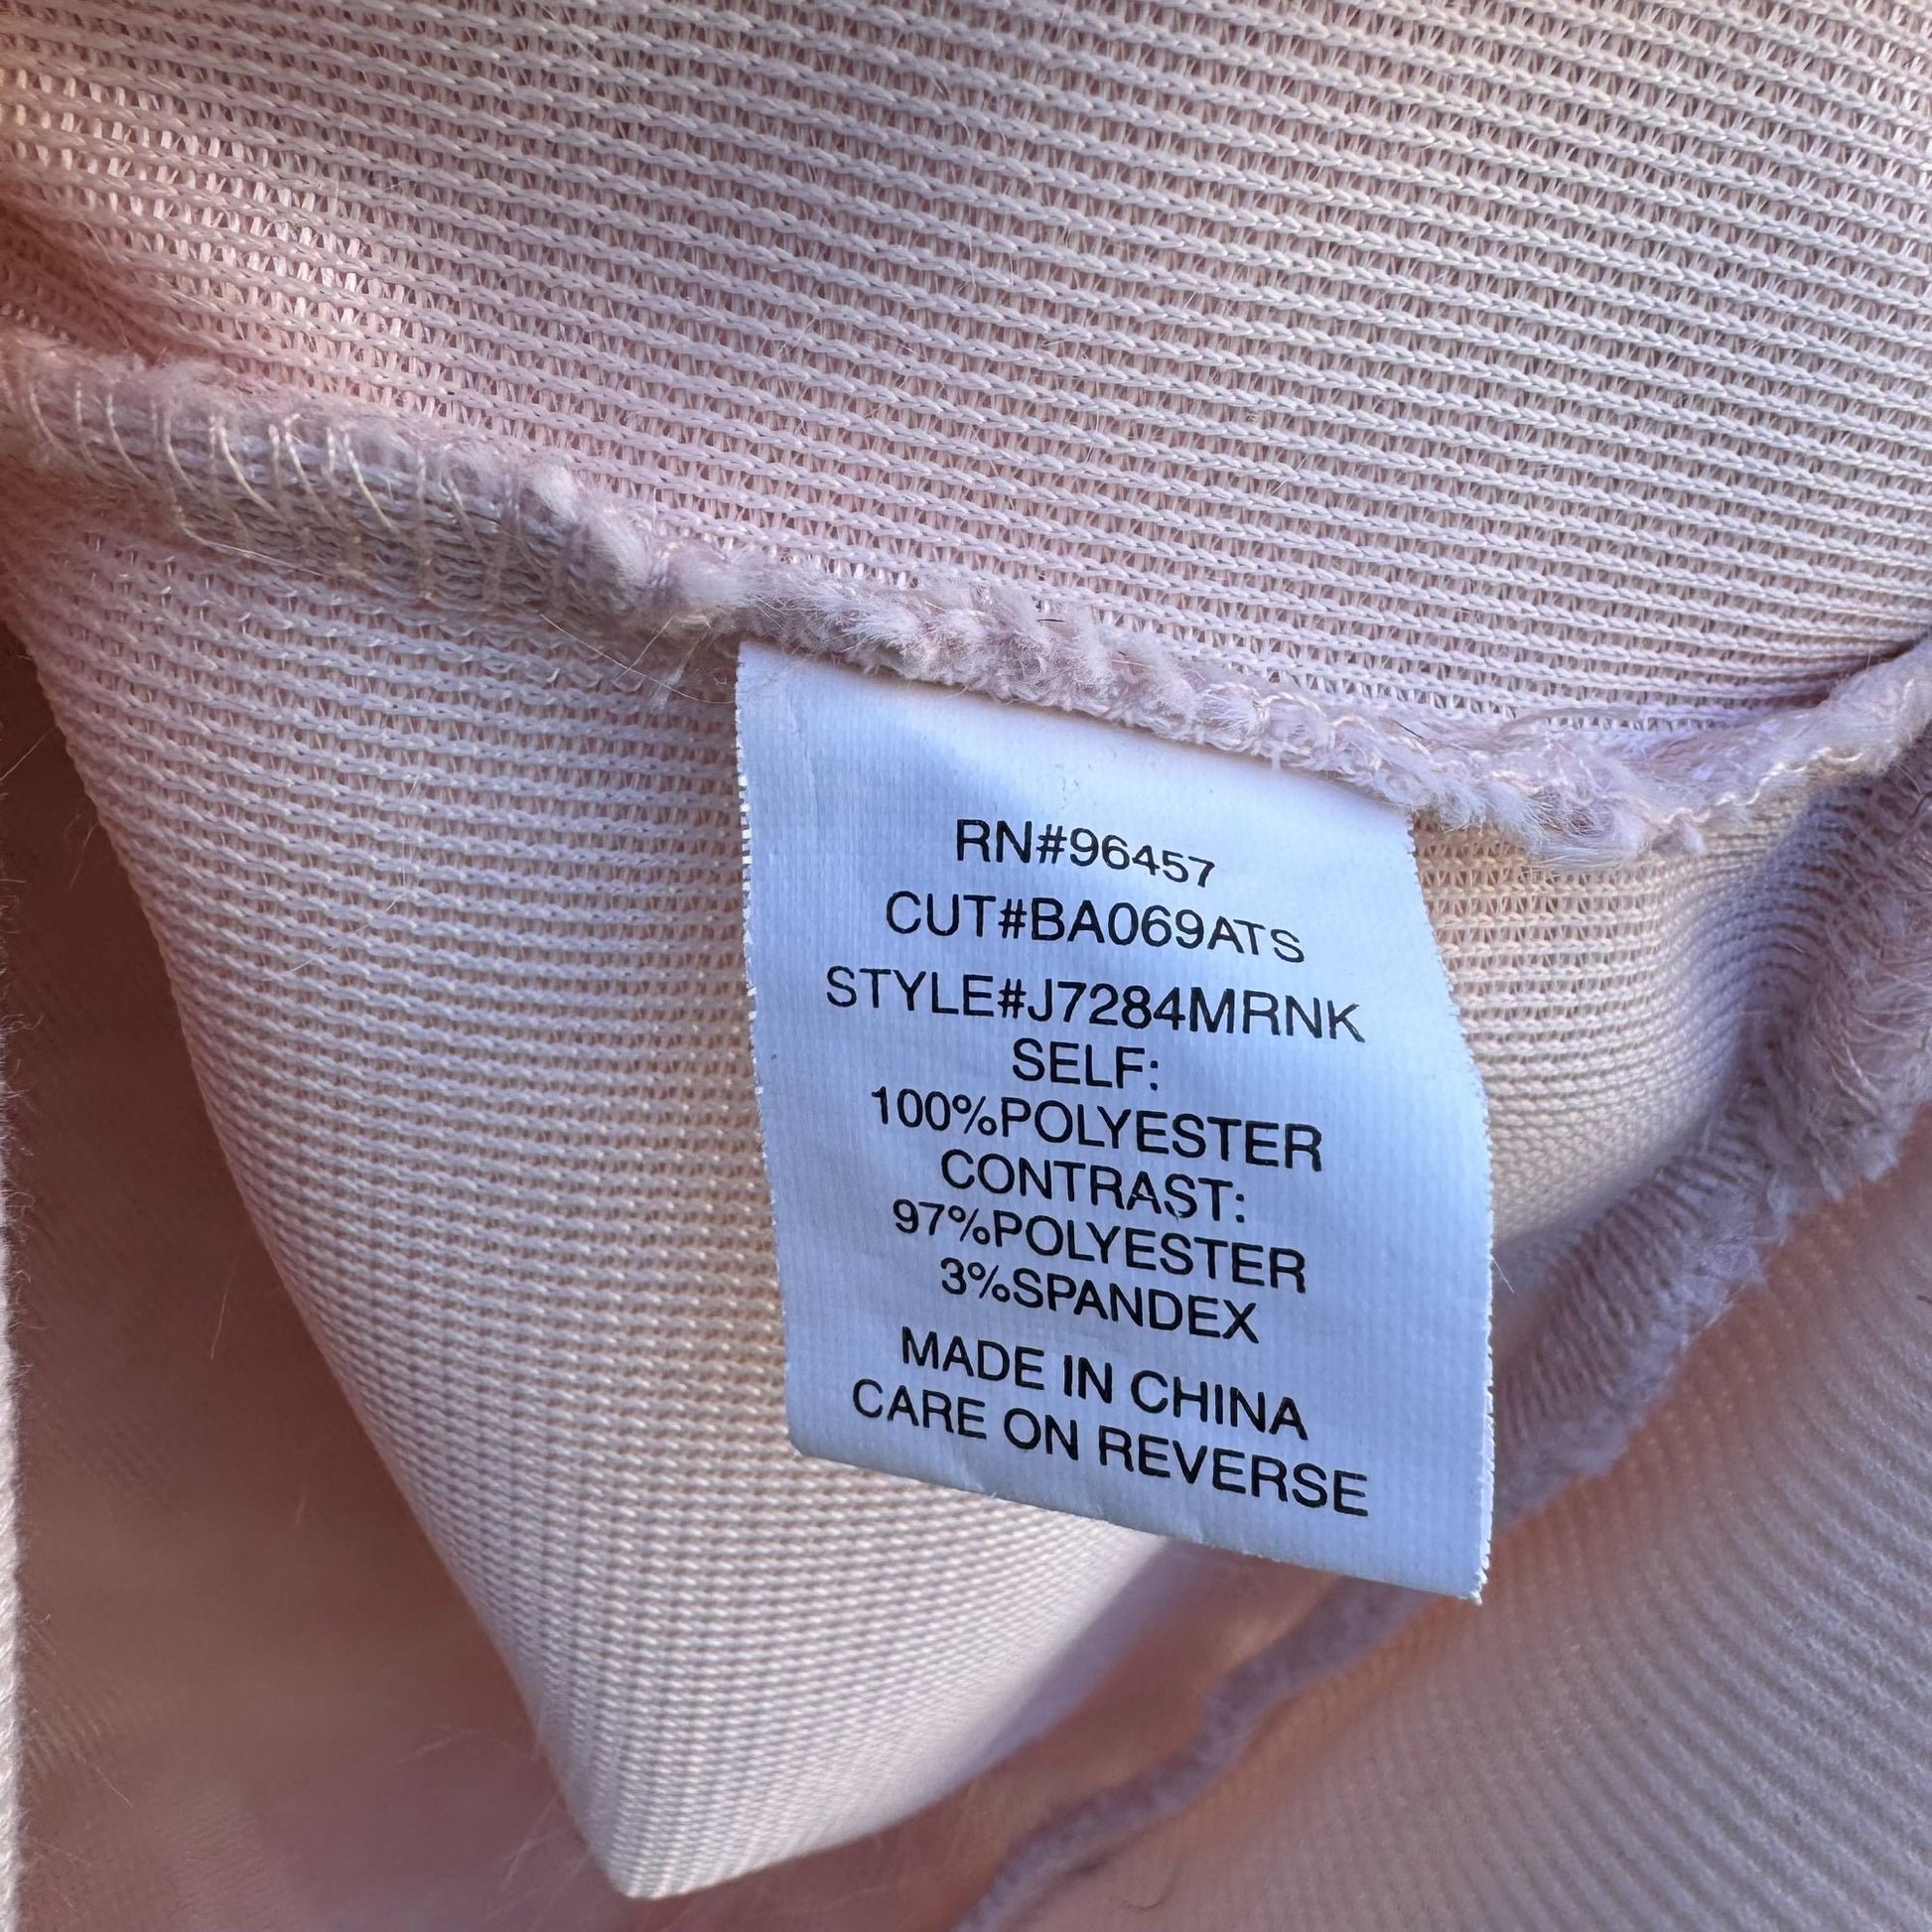 RN#96457
CUT#BA069ATS
STYLE#J7284MRNK
SELF:
100%POLYESTER
CONTRAST:
97%POLYESTER
3%SPANDEX
MADE IN CHINA
CARE ON REVERSE